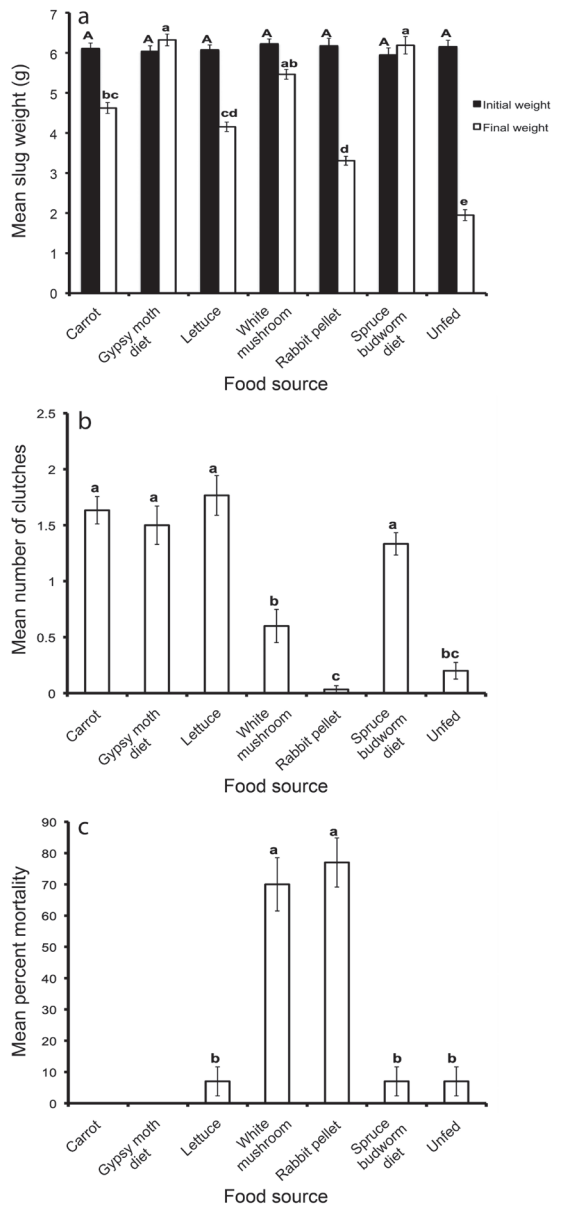 a
7
6
5
4
3
2
1
0
Mean slug weight (g)
A
bc
A
a
A
cd
A
ab
A
d
A
a
A
e
Initial weight
Final weight
Carrot
Gypsy moth
diet
Lettuce
White
mushroom
Rabbit pellet
Spruce
budworm diet
Unfed
Food source
b
2.5
2
1.5
1
0.5
0
Mean number of clutches
a
a
a
b
c
a
bc
Carrot
Gypsy moth
diet
Lettuce
White
mushroom
Rabbit pellet
Spruce
budworm diet
Unfed
Food source
c
90
80
70
60
50
40
30
20
10
0
Mean percent mortality
b
a
a
b
b
Carrot
Gypsy moth
diet
Lettuce
White
mushroom
Rabbit pellet
Spruce
budworm diet
Unfed
Food source